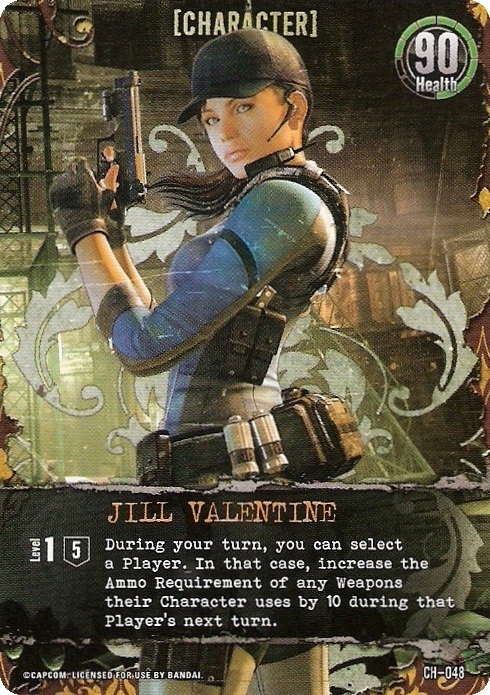 [CHARACTER]
90
Health
JILL VALENTINE
Level 1 5
During your turn, you can select
a Player. In that case, increase the
Ammo Requirement of any Weapons
their Character uses by 10 during that
Player's next turn.
©CAPCOM. LICENSED FOR USE BY BANDAI.
CH-048